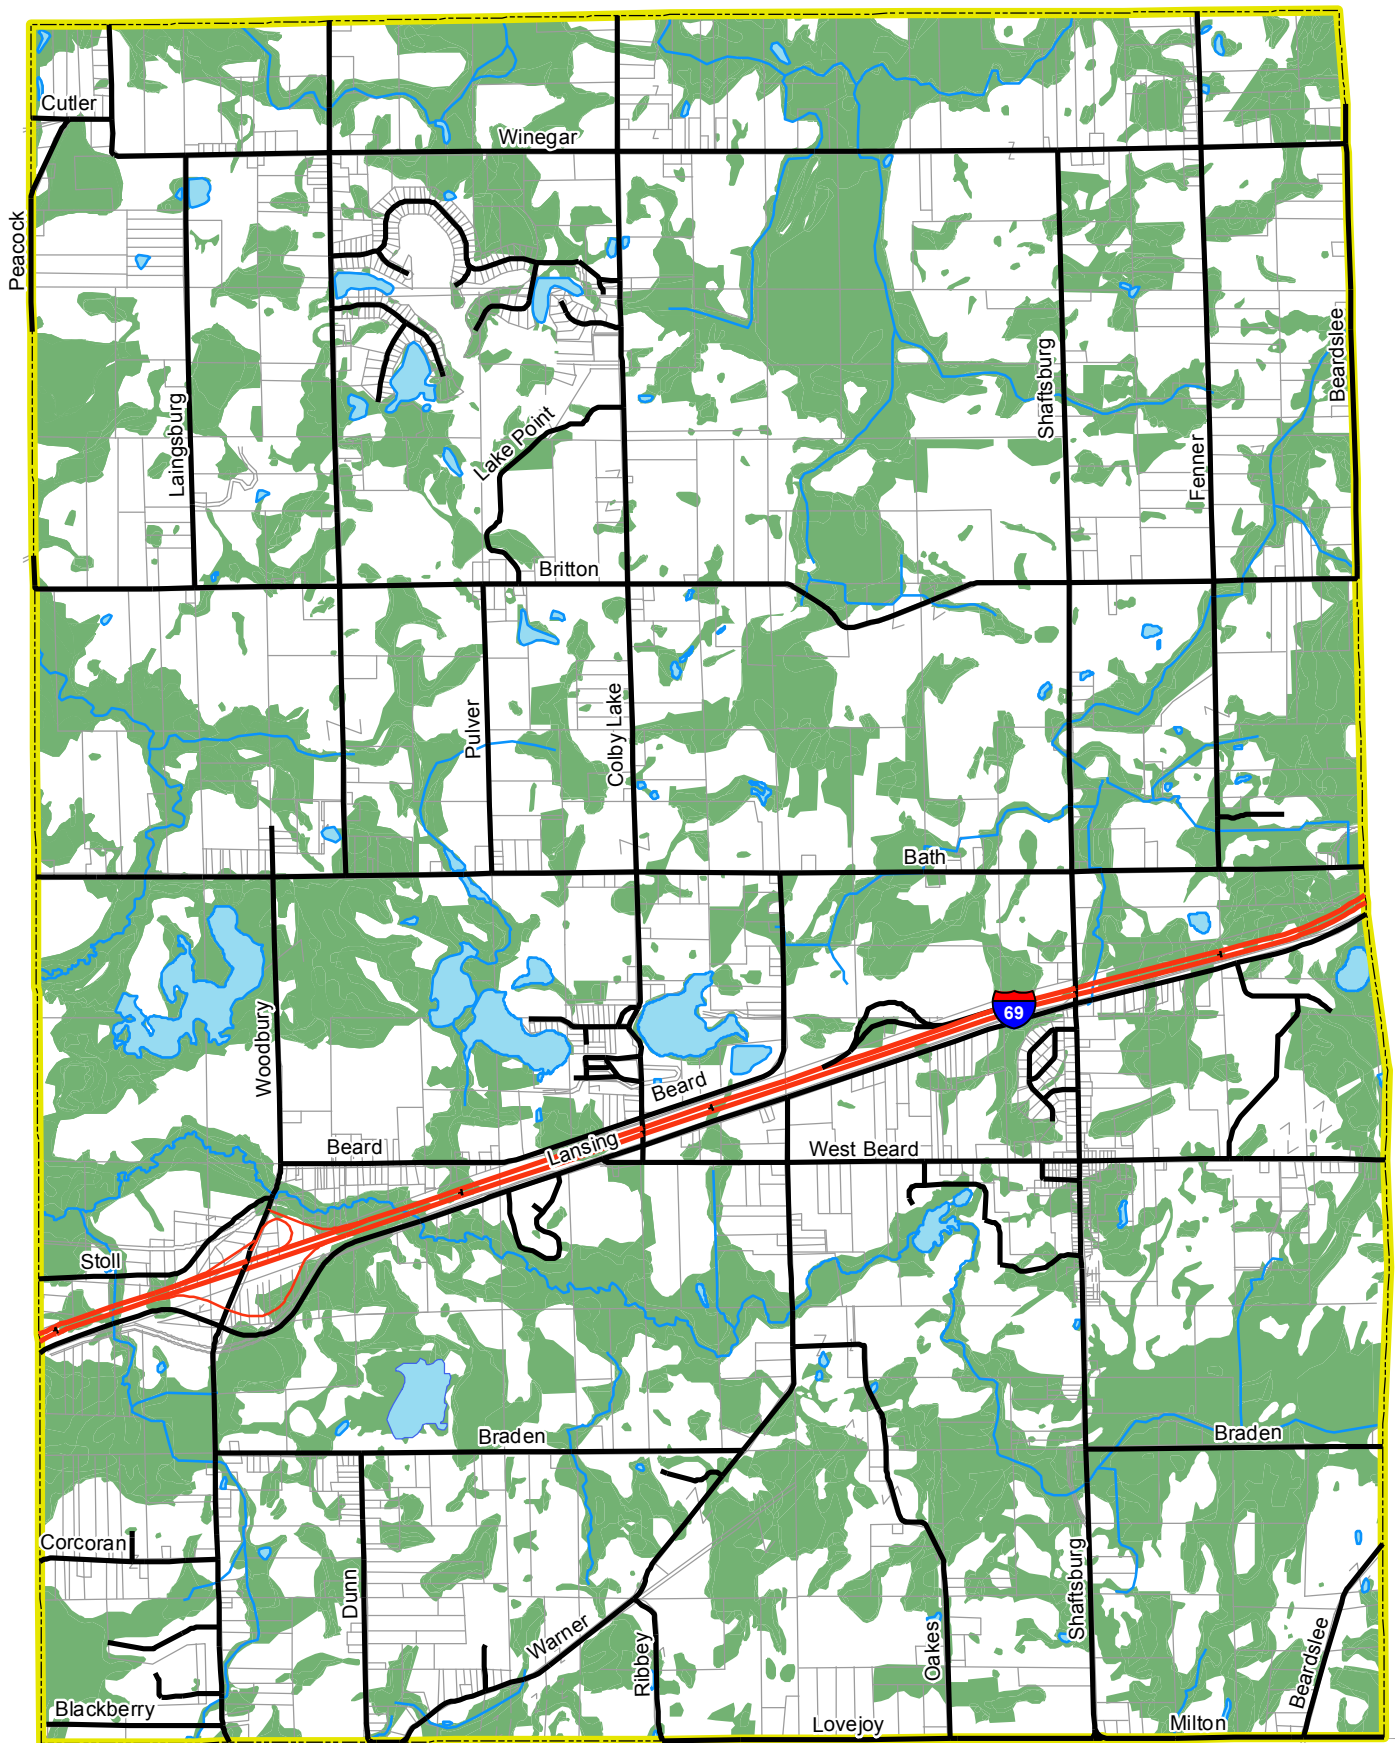 Cutler
Winegar
Peacock
Laingsburg
Lake Point
Shaftsburg
Fenner
Beardslee
Britton
Pulver
Colby Lake
Bath
Woodbury
69
Beard
Beard
Lansing
West Beard
Stoll
Braden
Braden
Corcoran
Dunn
Warner
Ribbey
Oakes
Shaftsburg
Beardslee
Blackberry
Lovejoy
Milton